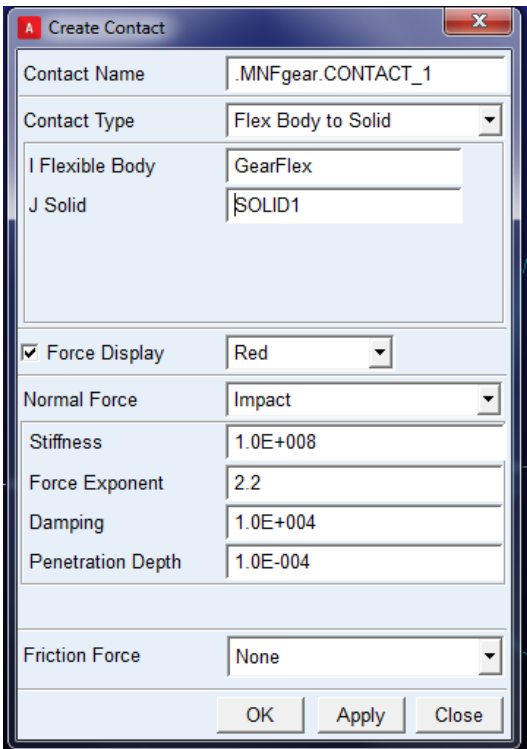 A Create Contact x
Contact Name .MNFgear.CONTACT_1
Contact Type Flex Body to Solid
I Flexible Body GearFlex
J Solid SOLID1
Force Display Red
Normal Force Impact
Stiffness 1.0E+008
Force Exponent 2.2
Damping 1.0E+004
Penetration Depth 1.0E-004
Friction Force None
OK Apply Close